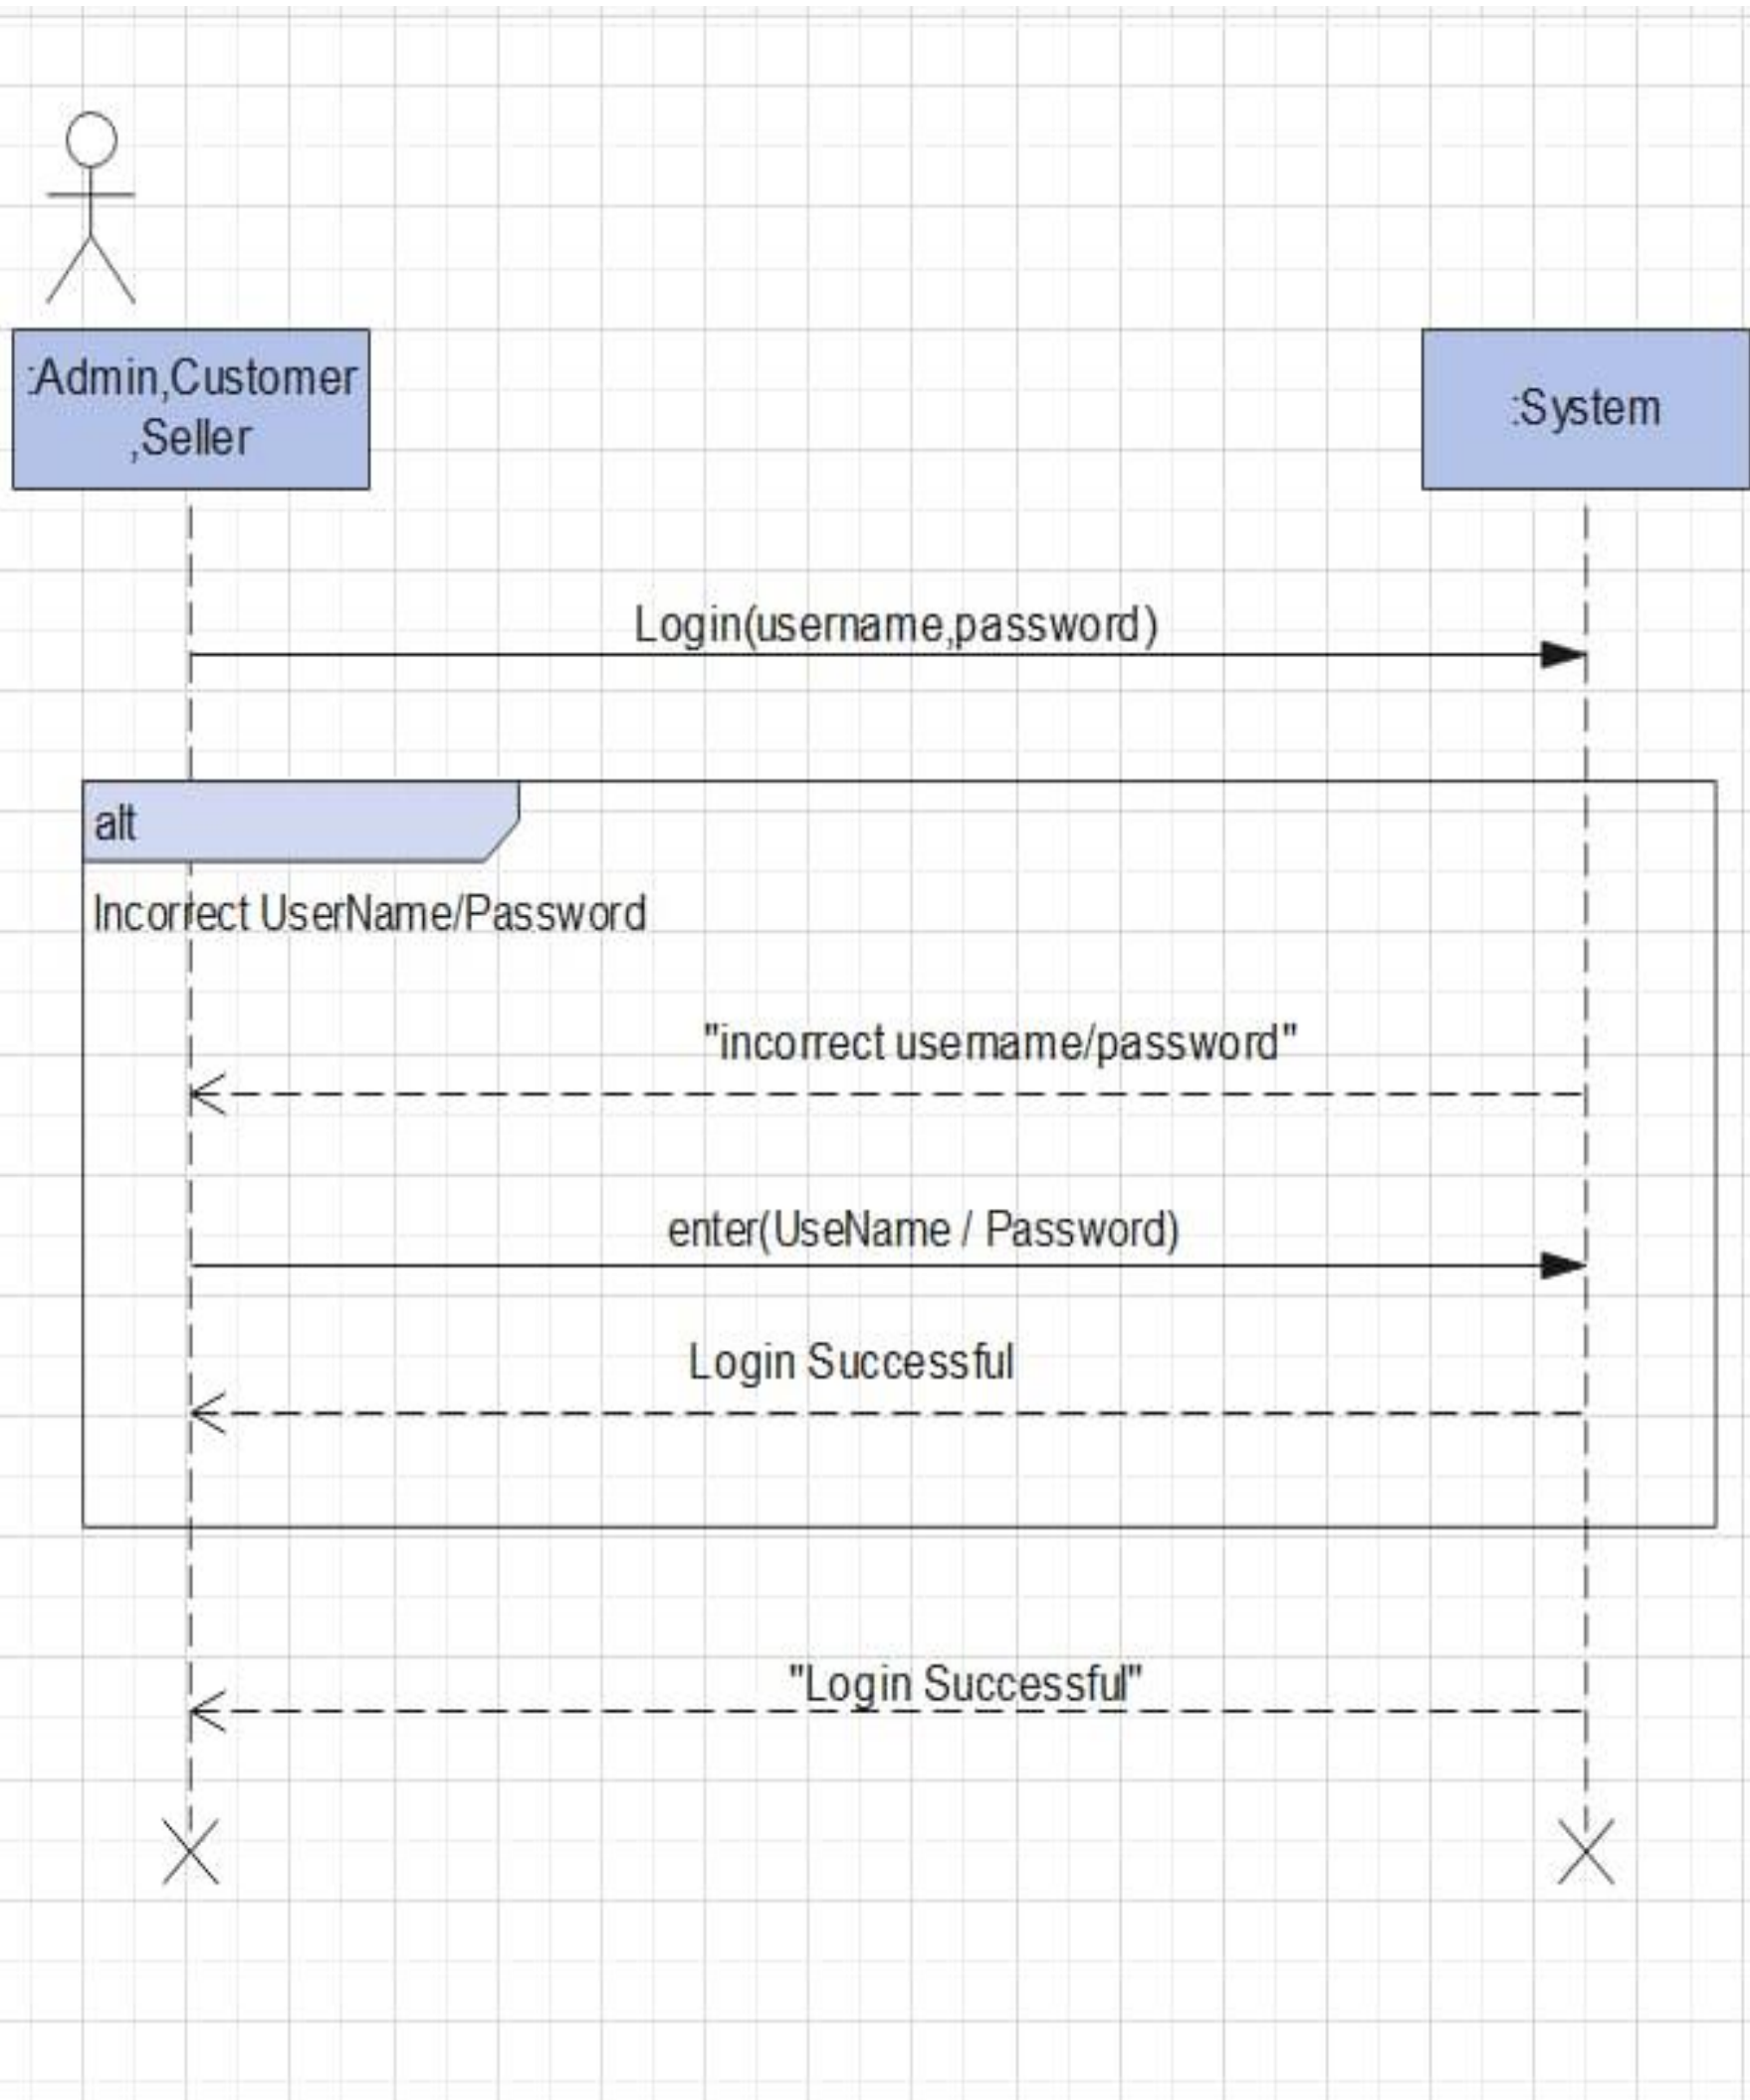 :Admin,Customer
,Seller
:System
Login(username,password)
alt
Incorrect UserName/Password
"incorrect username/password"
enter(UseName / Password)
Login Successful
"Login Successful"